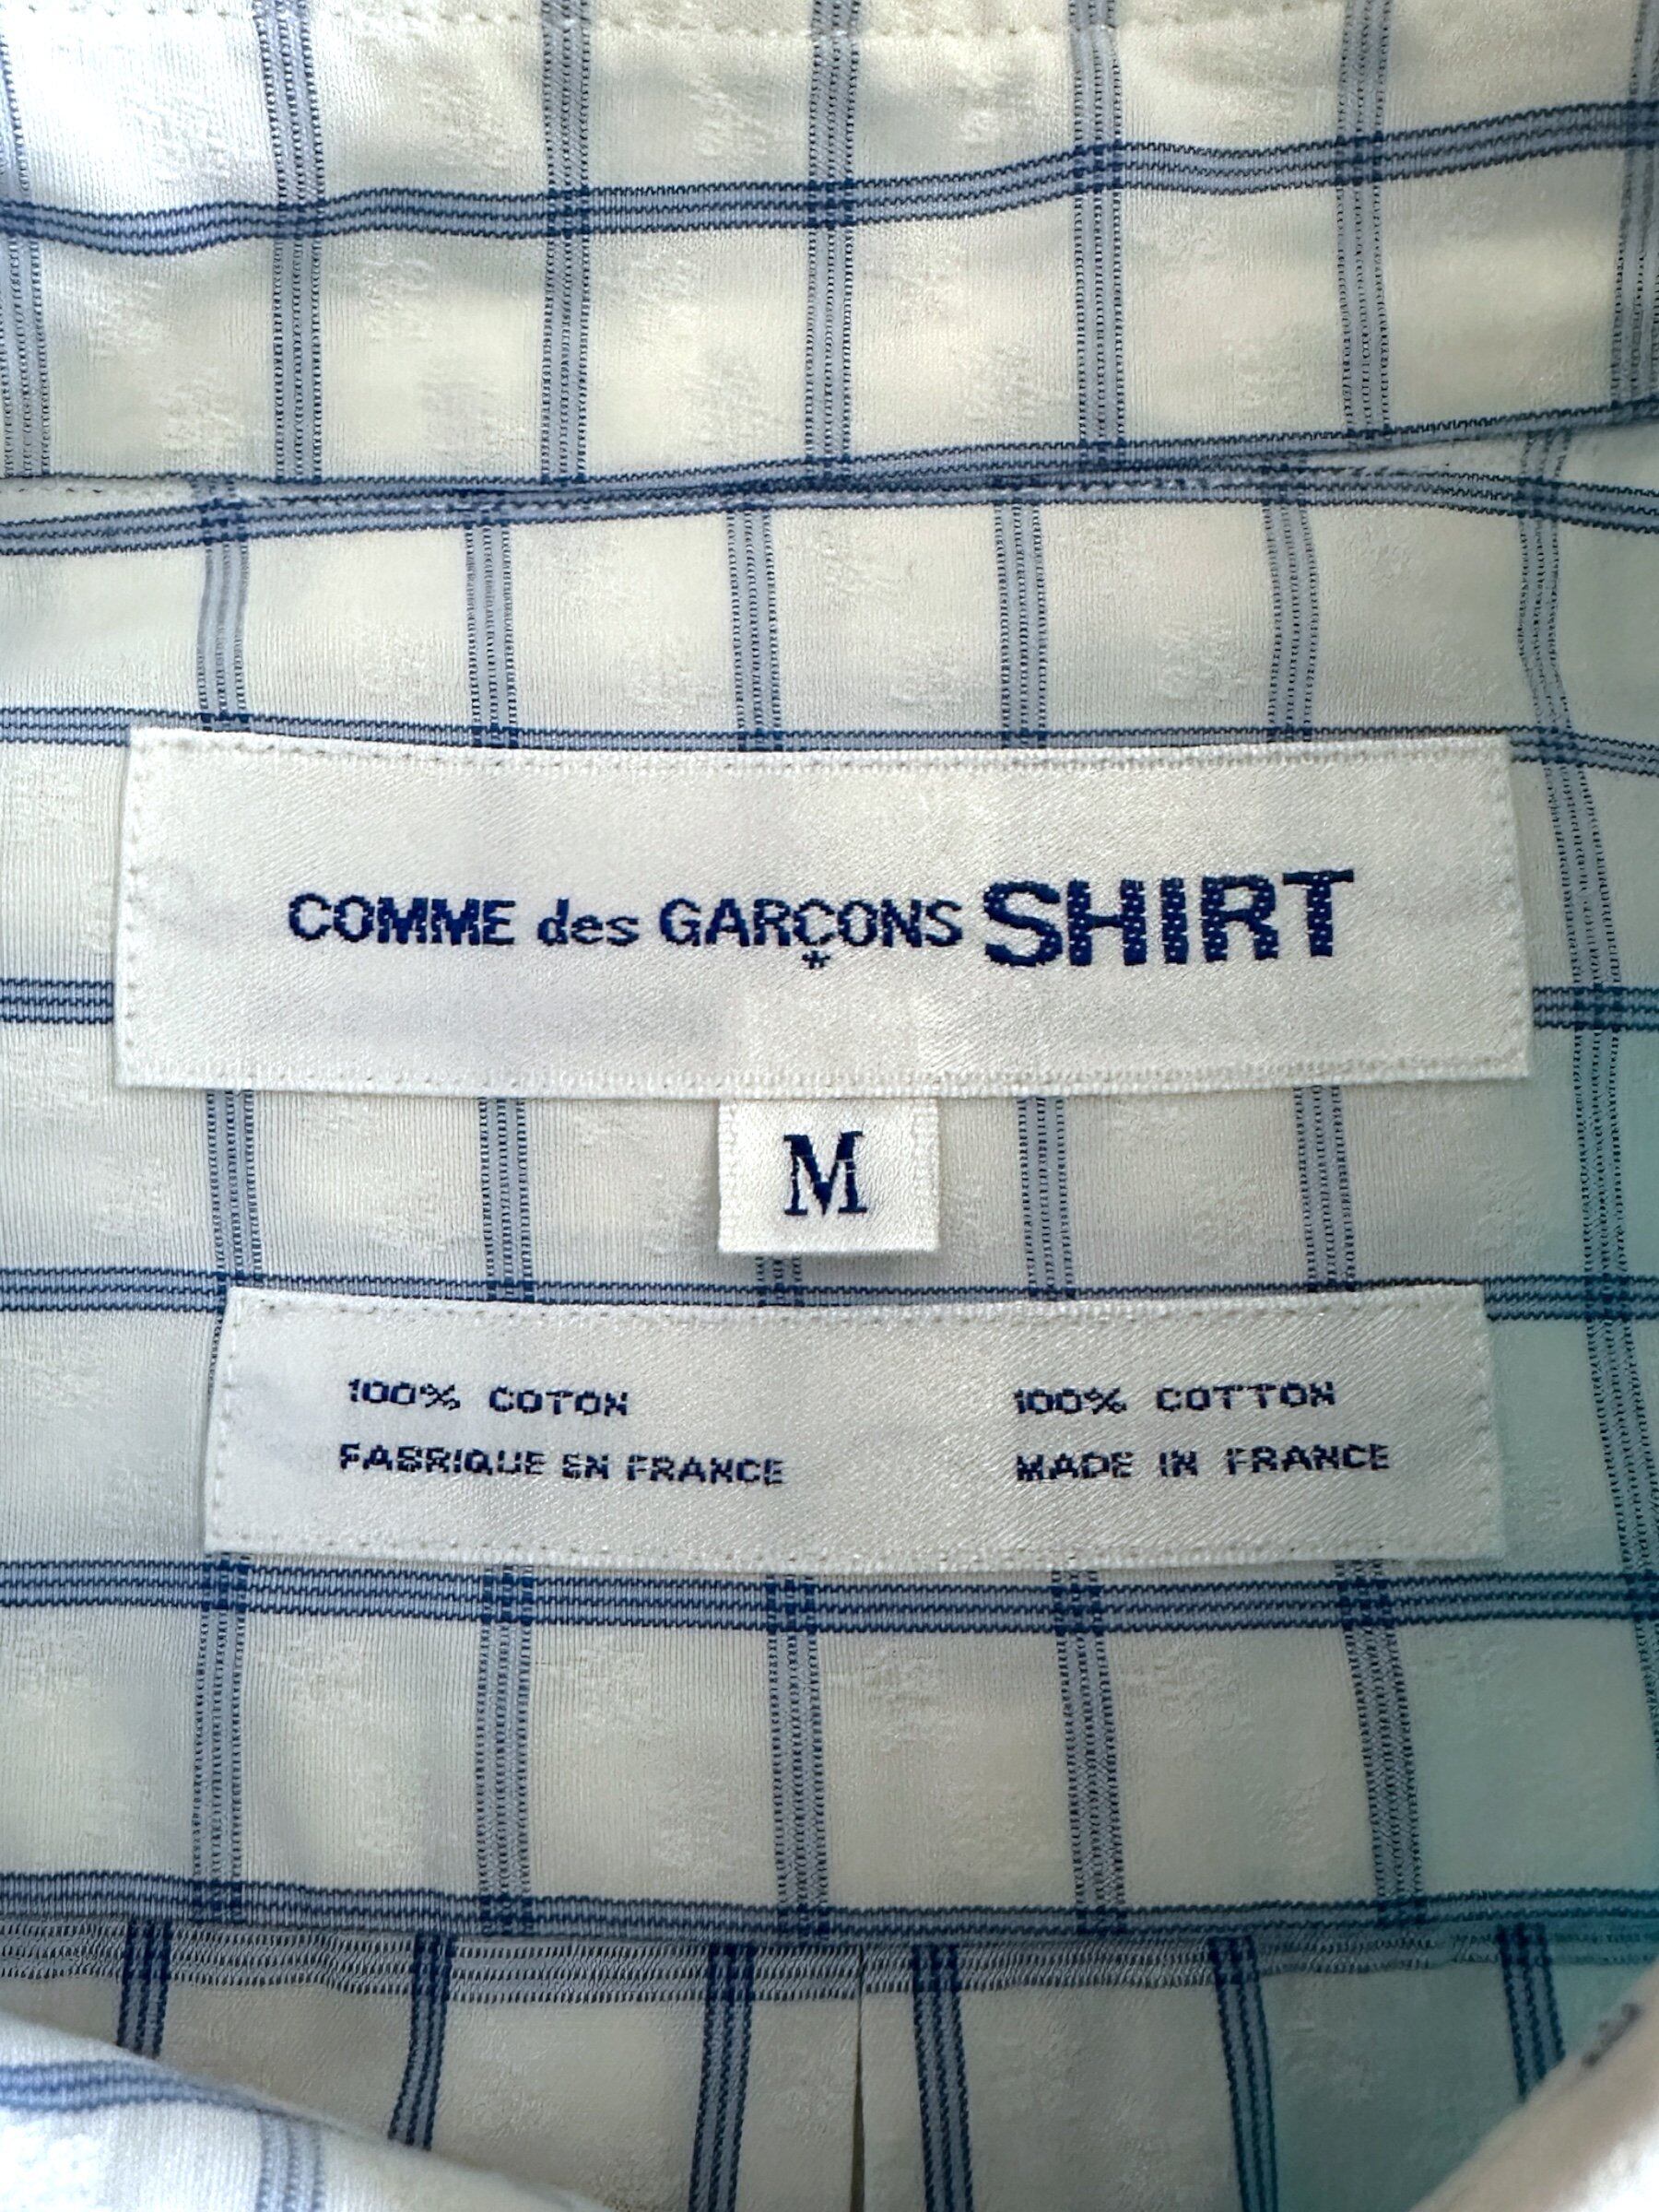 COMME des GARÇONS SHIRT
*
M
100% COTON
FABRIQUE EN FRANCE
100% COTTON
MADE IN FRANCE